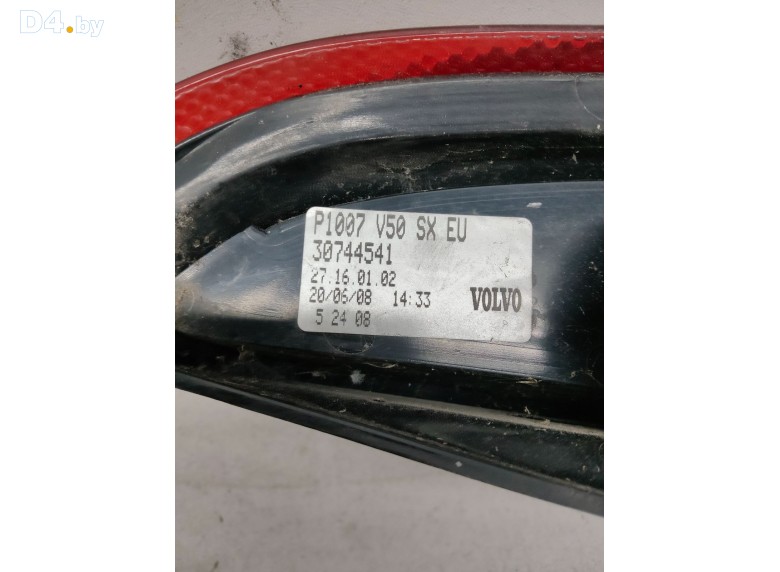 D4.by
P1007 V50 SX EU
30744541
27.16.01.02
20/06/08 14:33 VOLVO
5 24 08